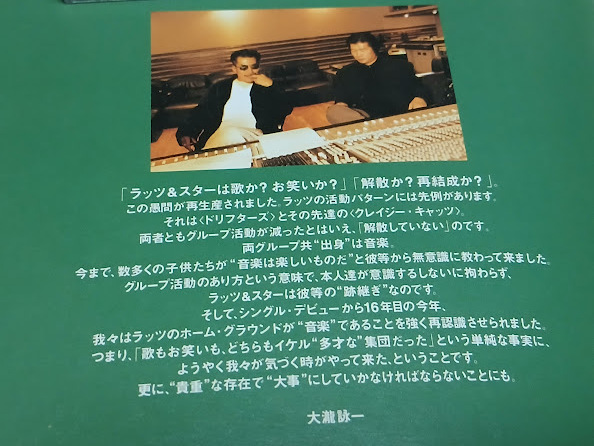 「ラッツ&スターは歌か？お笑いか？」「解散か？再結成か？」。
この愚問が再生産されました。ラッツの活動パターンには先例があります。
それは〈ドリフターズ〉とその先達の〈クレイジー・キャッツ〉。
両者ともグループ活動が減ったとはいえ、「解散していない」のです。
両グループ共“出身”は音楽。
今まで、数多くの子供たちが“音楽は楽しいものだ”と彼等から無意識に教わって来ました。
グループ活動のあり方という意味で、本人達が意識するしないに拘わらず、
ラッツ&スターは彼等の“跡継ぎ”なのです。
そして、シングル・デビューから16年目の今年、
我々はラッツのホーム・グラウンドが“音楽”であることを強く再認識させられました。
つまり、「歌もお笑いも、どちらもイケル“多才な”集団だった」という単純な事実に、
ようやく我々が気づく時がやって来た、ということです。
更に、“貴重”な存在で“大事”にしていかなければならないことにも。
大瀧詠一